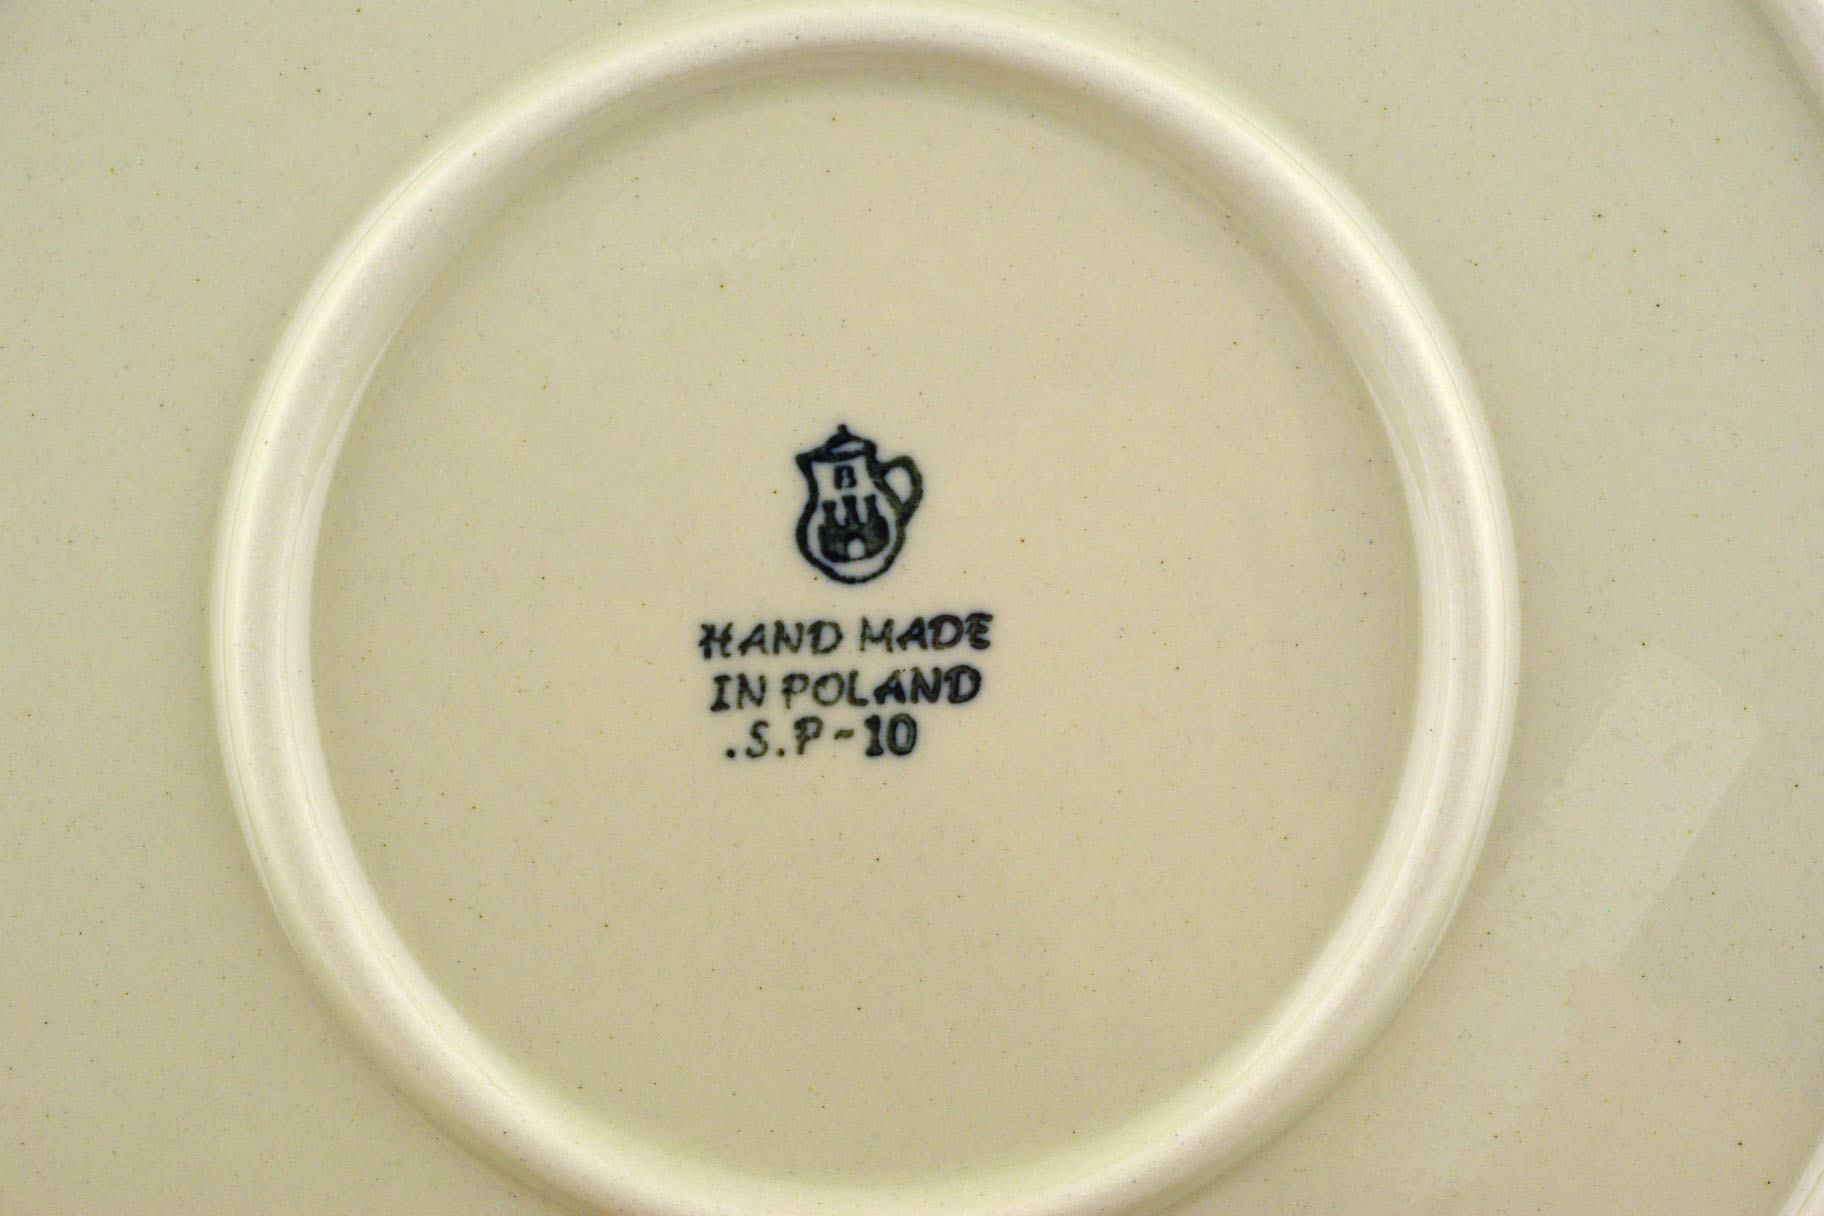 B
HAND MADE
IN POLAND
.S.P-10